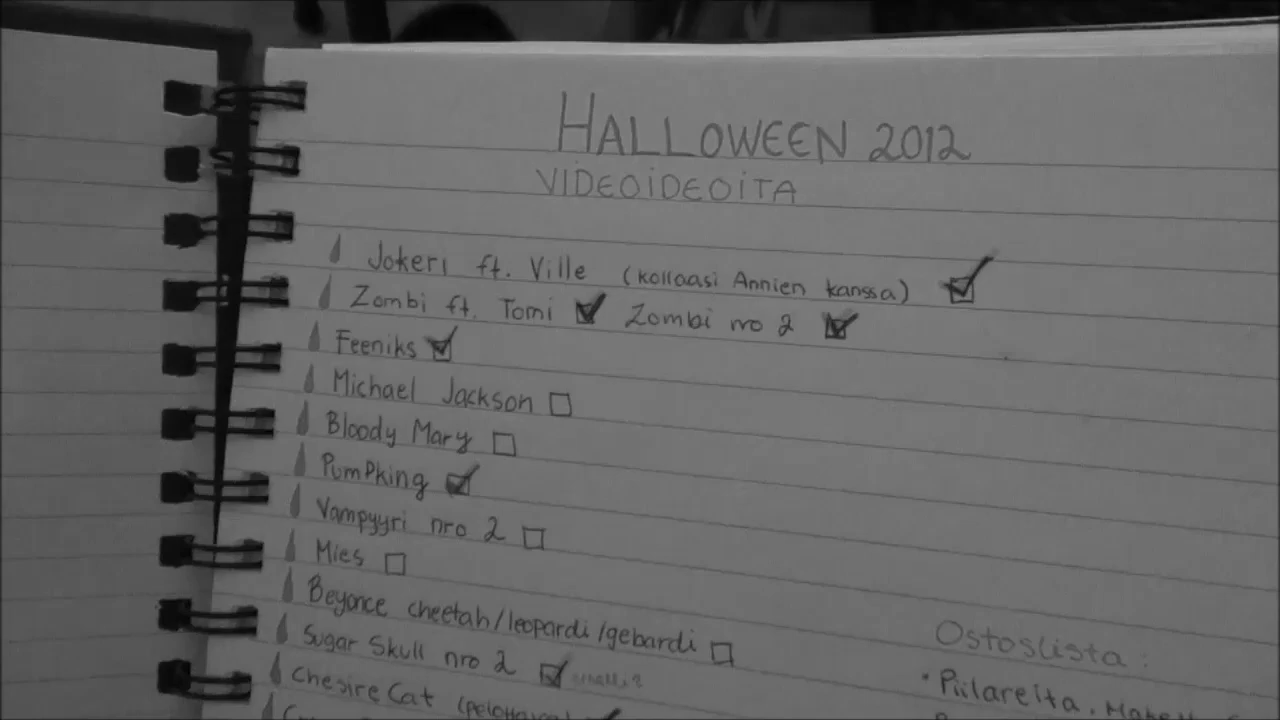 HALLOWEEN 2012
VIDEOIDEOITA
Jokeri ft. Ville (kollaasi Annien kanssa)
Zombi ft. Tomi Zombi nro 2
Feeniks
Michael Jackson
Bloody Mary
Pumpking
Vampyyri nro 2
Mies
Beyonce cheetah/leopardi/gebardi
Sugar Skull nro 2
Chesire Cat (pelottava)
Ostoslista:
• Piilareita,